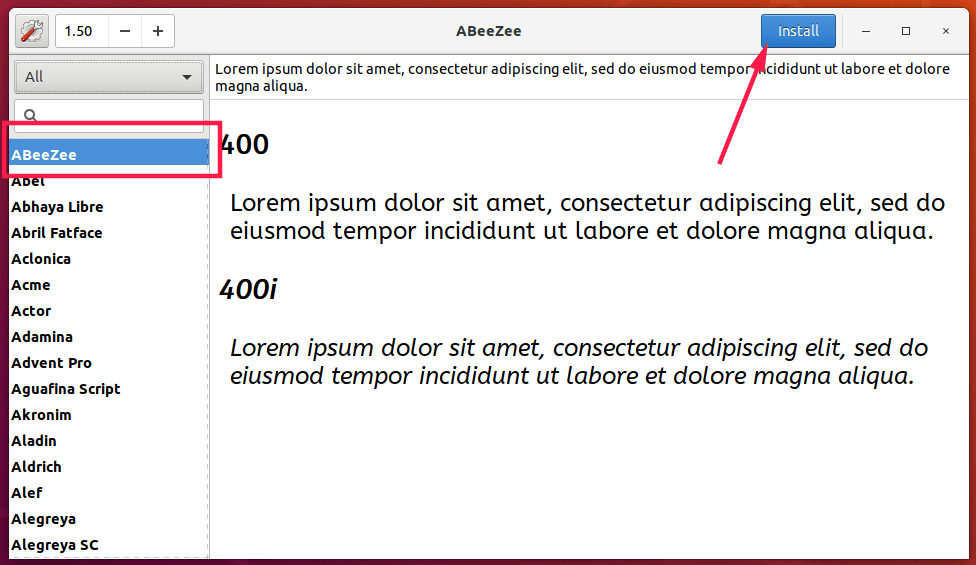 1.50
ABeeZee
Install
All
Lorem ipsum dolor sit amet, consectetur adipiscing elit, sed do eiusmod tempor incididunt ut labore et dolore
magna aliqua.
ABeeZee
Abel
Abhaya Libre
Abril Fatface
Aclonica
Acme
Actor
Adamina
Advent Pro
Aguafina Script
Akronim
Aladin
Aldrich
Alef
Alegreya
Alegreya SC
400
Lorem ipsum dolor sit amet, consectetur adipiscing elit, sed do
eiusmod tempor incididunt ut labore et dolore magna aliqua.
400i
Lorem ipsum dolor sit amet, consectetur adipiscing elit, sed do
eiusmod tempor incididunt ut labore et dolore magna aliqua.